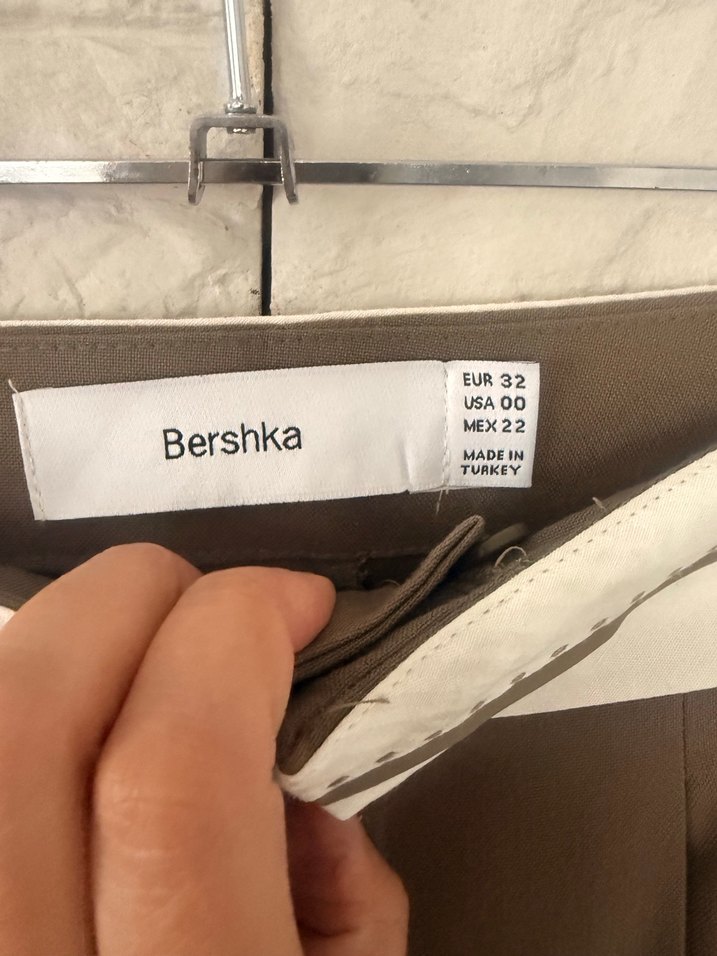 Bershka
EUR 32
USA 00
MEX 22
MADE IN
TURKEY